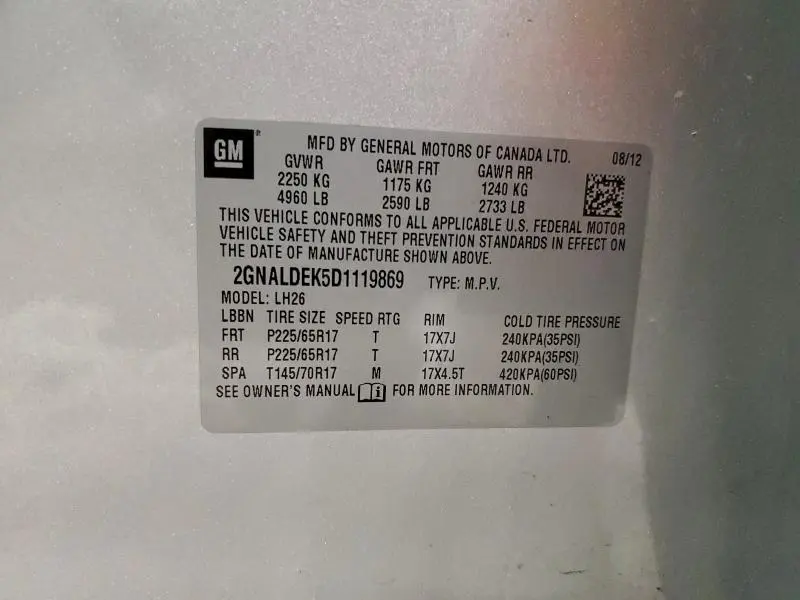 GM®
MFD BY GENERAL MOTORS OF CANADA LTD. 08/12
GVWR GAWR FRT GAWR RR
2250 KG 1175 KG 1240 KG
4960 LB 2590 LB 2733 LB
THIS VEHICLE CONFORMS TO ALL APPLICABLE U.S. FEDERAL MOTOR
VEHICLE SAFETY AND THEFT PREVENTION STANDARDS IN EFFECT ON
THE DATE OF MANUFACTURE SHOWN ABOVE.
2GNALDEK5D1119869 TYPE: M.P.V.
MODEL: LH26
LBBN TIRE SIZE SPEED RTG RIM COLD TIRE PRESSURE
FRT P225/65R17 T 17X7J 240KPA(35PSI)
RR P225/65R17 T 17X7J 240KPA(35PSI)
SPA T145/70R17 M 17X4.5T 420KPA(60PSI)
SEE OWNER'S MANUAL i FOR MORE INFORMATION.